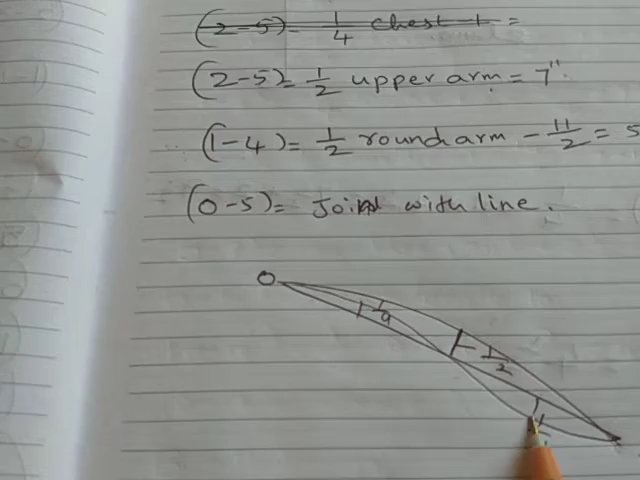 (2-5)= 1/4 chest + 1 =
(2-5)= 1/2 upper arm = 7".
(1-4)= 1/2 round arm - 11/2 = 5
(0-5)= Join with line.
0
1/2